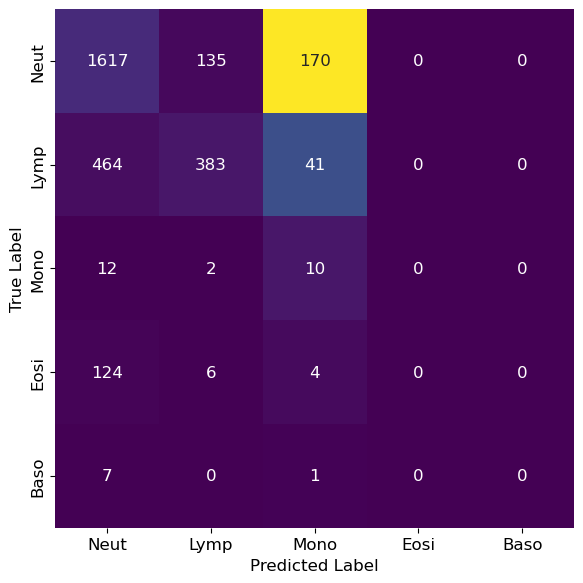 Neut 1617 135 170 0 0
Lymp 464 383 41 0 0
Mono 12 2 10 0 0
Eosi 124 6 4 0 0
Baso 7 0 1 0 0
True Label
Neut Lymp Mono Eosi Baso
Predicted Label